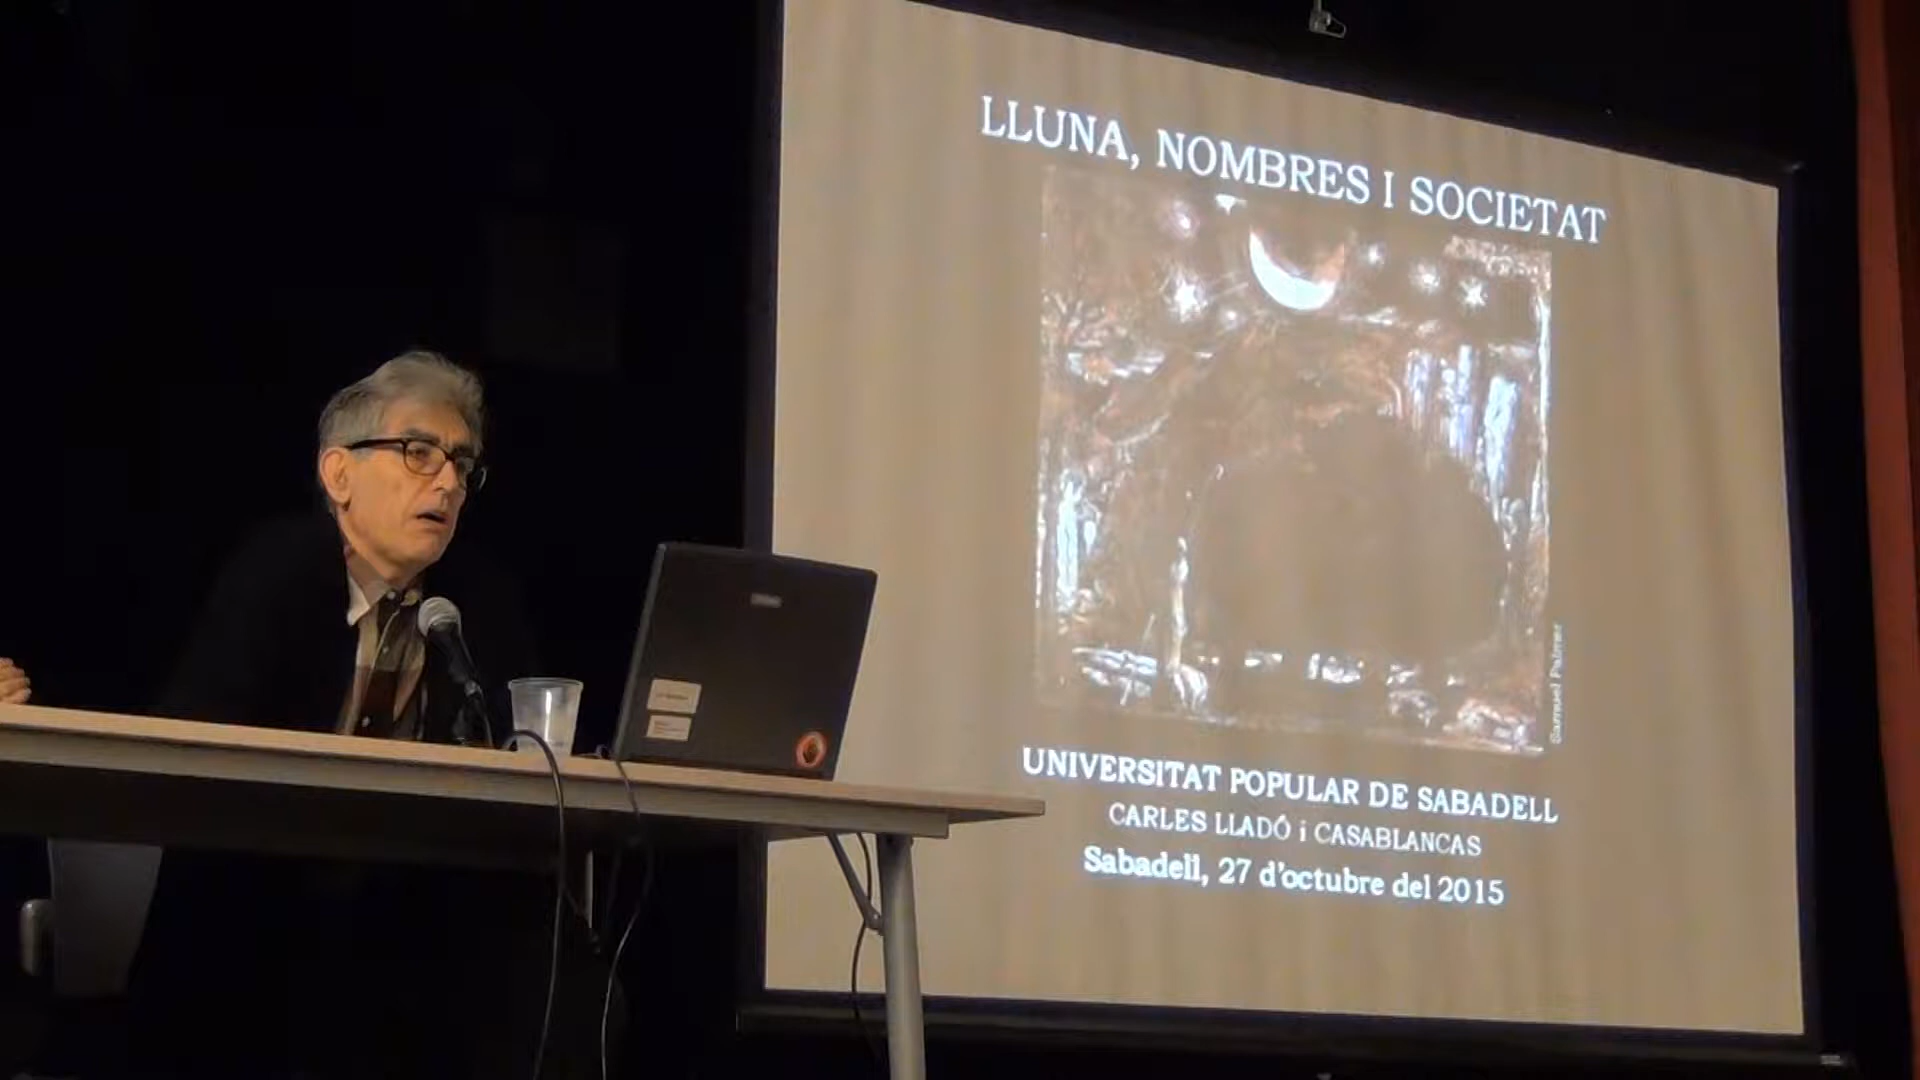 LLUNA, NOMBRES I SOCIETAT
Samuel Palmer
UNIVERSITAT POPULAR DE SABADELL
CARLES LLADÓ i CASABLANCAS
Sabadell, 27 d'octubre del 2015